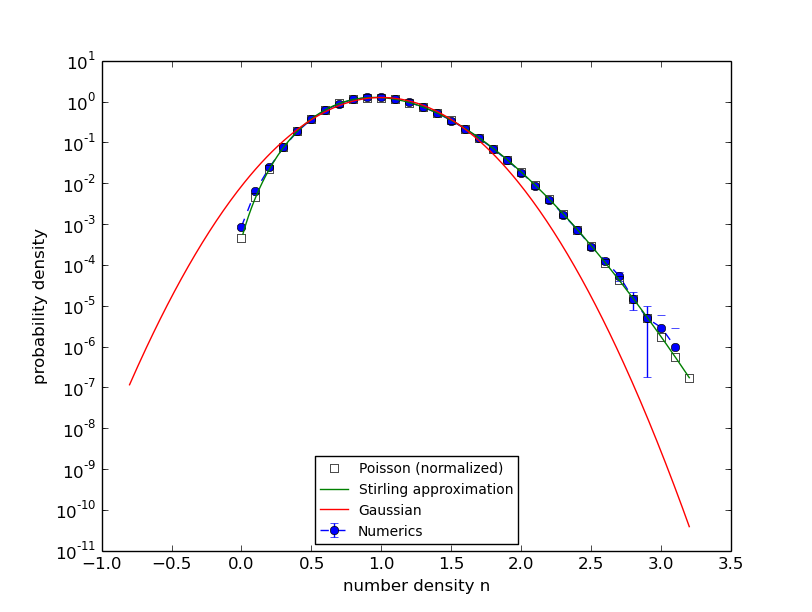 10^1
10^0
10^-1
10^-2
10^-3
10^-4
10^-5
10^-6
10^-7
10^-8
10^-9
10^-10
10^-11
probability density
Poisson (normalized)
Stirling approximation
Gaussian
Numerics
−1.0 −0.5 0.0 0.5 1.0 1.5 2.0 2.5 3.0 3.5
number density n